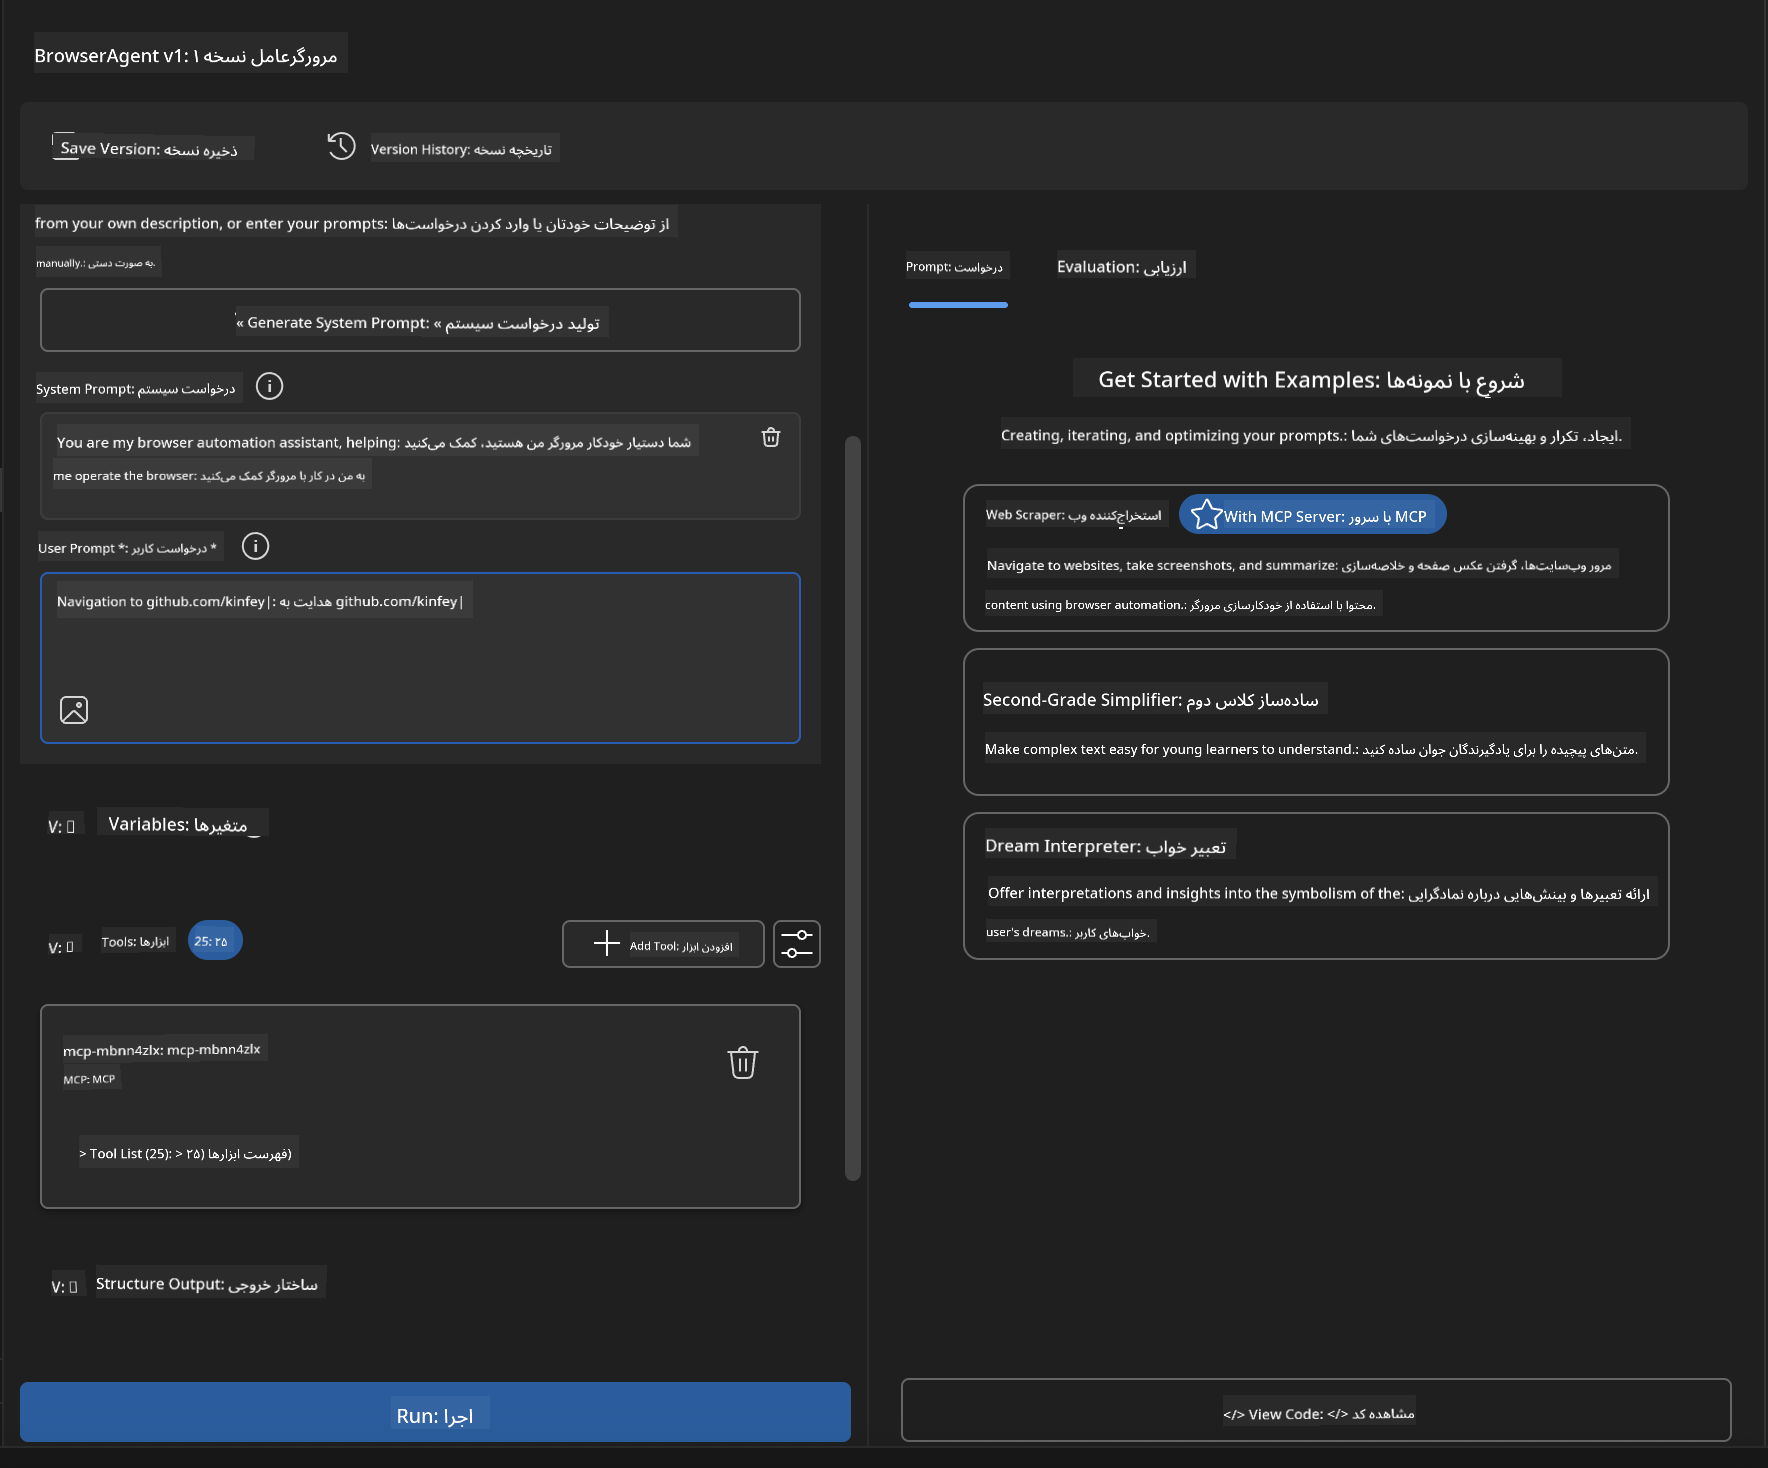 BrowserAgent v1: مرورگرعامل نسخه ۱
Save Version: ذخیره نسخه
Version History: تاریخچه نسخه
from your own description, or enter your prompts: از توضیحات خودتان یا وارد کردن درخواست‌ها
manually.: به صورت دستی.
« Generate System Prompt: « تولید درخواست سیستم
System Prompt: درخواست سیستم
You are my browser automation assistant, helping: شما دستیار خودکار مرورگر من هستید، کمک می‌کنید
me operate the browser: به من در کار با مرورگر کمک می‌کنید
User Prompt *: درخواست کاربر *
Navigation to github.com/kinfey|: هدایت به github.com/kinfey|
V: 
Variables: متغیرها
V: 
Tools: ابزارها
25: ۲۵
Add Tool: افزودن ابزار
mcp-mbnn4zlx: mcp-mbnn4zlx
MCP: MCP
> Tool List (25): > فهرست ابزارها (۲۵)
V: 
Structure Output: ساختار خروجی
Run: اجرا
Prompt: درخواست
Evaluation: ارزیابی
Get Started with Examples: شروع با نمونه‌ها
Creating, iterating, and optimizing your prompts.: ایجاد، تکرار و بهینه‌سازی درخواست‌های شما.
Web Scraper: استخراج‌کننده وب
With MCP Server: با سرور MCP
Navigate to websites, take screenshots, and summarize: مرور وب‌سایت‌ها، گرفتن عکس صفحه و خلاصه‌سازی
content using browser automation.: محتوا با استفاده از خودکارسازی مرورگر.
Second-Grade Simplifier: ساده‌ساز کلاس دوم
Make complex text easy for young learners to understand.: متن‌های پیچیده را برای یادگیرندگان جوان ساده کنید.
Dream Interpreter: تعبیر خواب
Offer interpretations and insights into the symbolism of the: ارائه تعبیرها و بینش‌هایی درباره نمادگرایی
user's dreams.: خواب‌های کاربر.
</> View Code: </> مشاهده کد